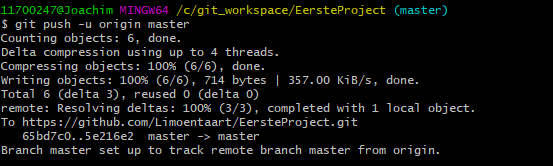 11700247@Joachim MINGW64 /c/git_workspace/EersteProject (master)
$ git push -u origin master
Counting objects: 6, done.
Delta compression using up to 4 threads.
Compressing objects: 100% (6/6), done.
Writing objects: 100% (6/6), 714 bytes | 357.00 KiB/s, done.
Total 6 (delta 3), reused 0 (delta 0)
remote: Resolving deltas: 100% (3/3), completed with 1 local object.
To https://github.com/Limoentaart/EersteProject.git
   65bd7c0..5e216e2  master -> master
Branch master set up to track remote branch master from origin.